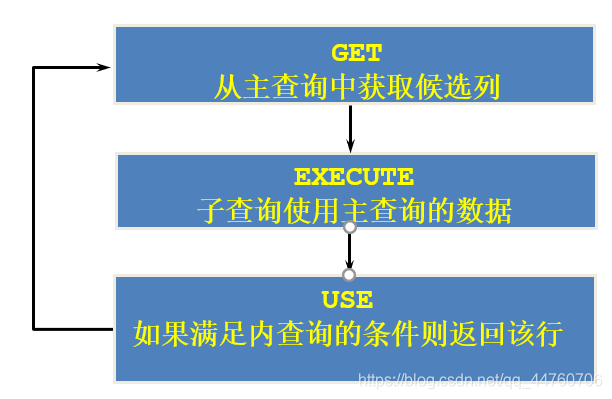 GET
从主查询中获取候选列
EXECUTE
子查询使用主查询的数据
USE
如果满足内查询的条件则返回该行
https://blog.csdn.net/qq_44760706